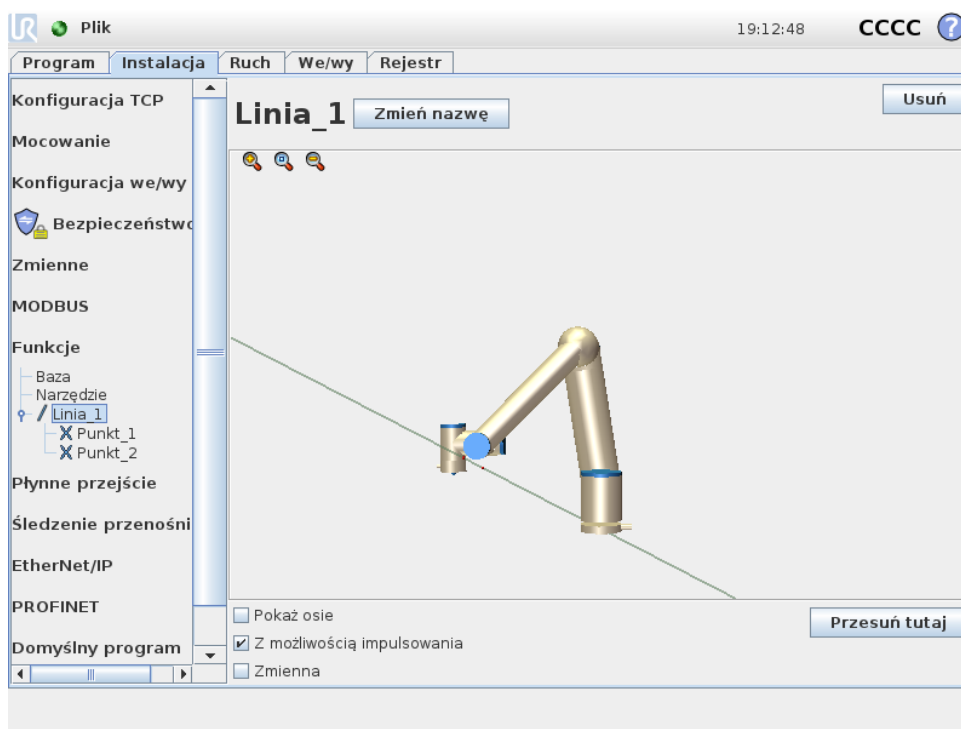 UR Plik 19:12:48 CCCC ?
Program Instalacja Ruch We/wy Rejestr
Konfiguracja TCP
Mocowanie
Konfiguracja we/wy
Bezpieczeństwo
Zmienne
MODBUS
Funkcje
Baza
Narzędzie
Linia_1
Punkt_1
Punkt_2
Płynne przejście
Śledzenie przenośni
EtherNet/IP
PROFINET
Domyślny program
Linia_1 Zmień nazwę Usuń
Pokaż osie
Z możliwością impulsowania
Zmienna
Przesuń tutaj